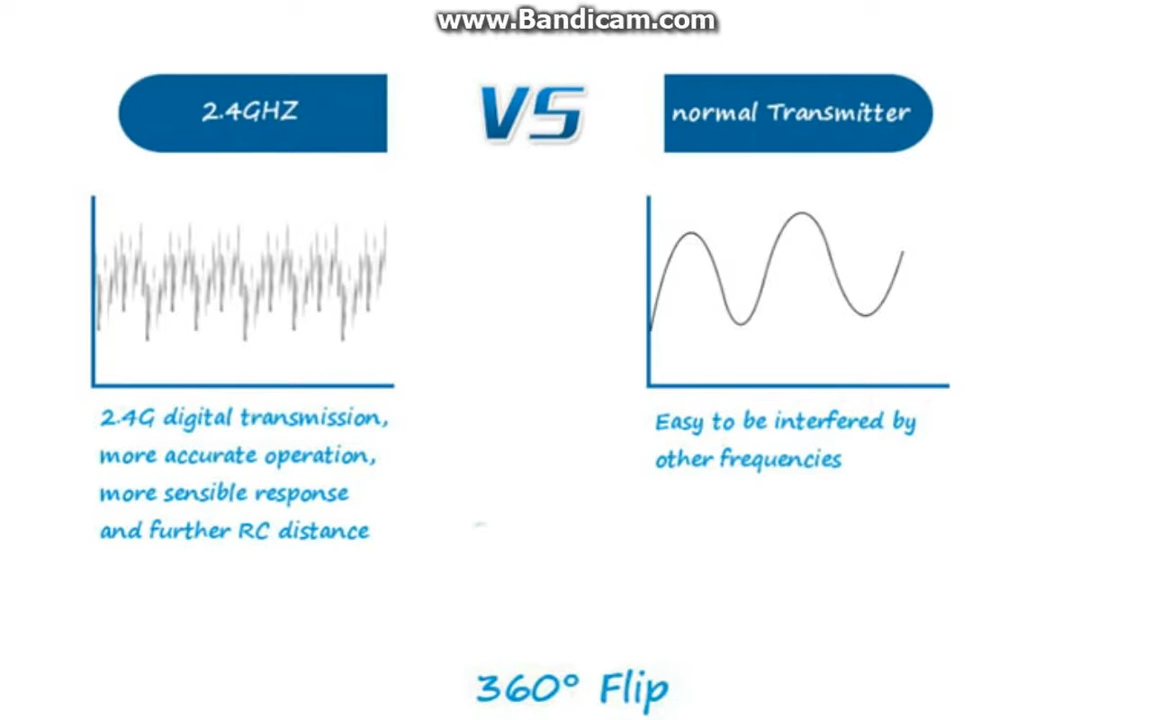 www.Bandicam.com
2.4GHZ
VS
normal Transmitter
2.4G digital transmission,
more accurate operation,
more sensible response
and further RC distance
Easy to be interfered by
other frequencies
360° Flip